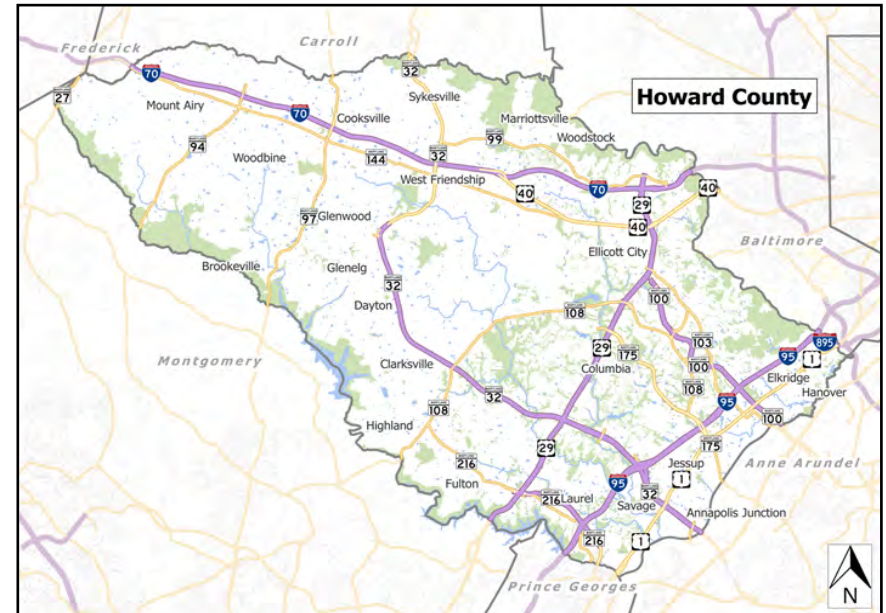 Frederick
Carroll
70
32
27
Mount Airy
Sykesville
Howard County
70
Cooksville
Marriottsville
94
99
Woodstock
Woodbine
144
32
West Friendship
40
70
40
29
97
Glenwood
40
Baltimore
Brookeville
Glenelg
Ellicott City
32
100
Dayton
108
103
895
29
175
95
1
Montgomery
Clarksville
Columbia
100
Elkridge
32
108
Hanover
108
95
100
Highland
29
175
216
Jessup
Anne Arundel
Fulton
95
1
216
Laurel
32
Savage
Annapolis Junction
216
1
Prince Georges
N